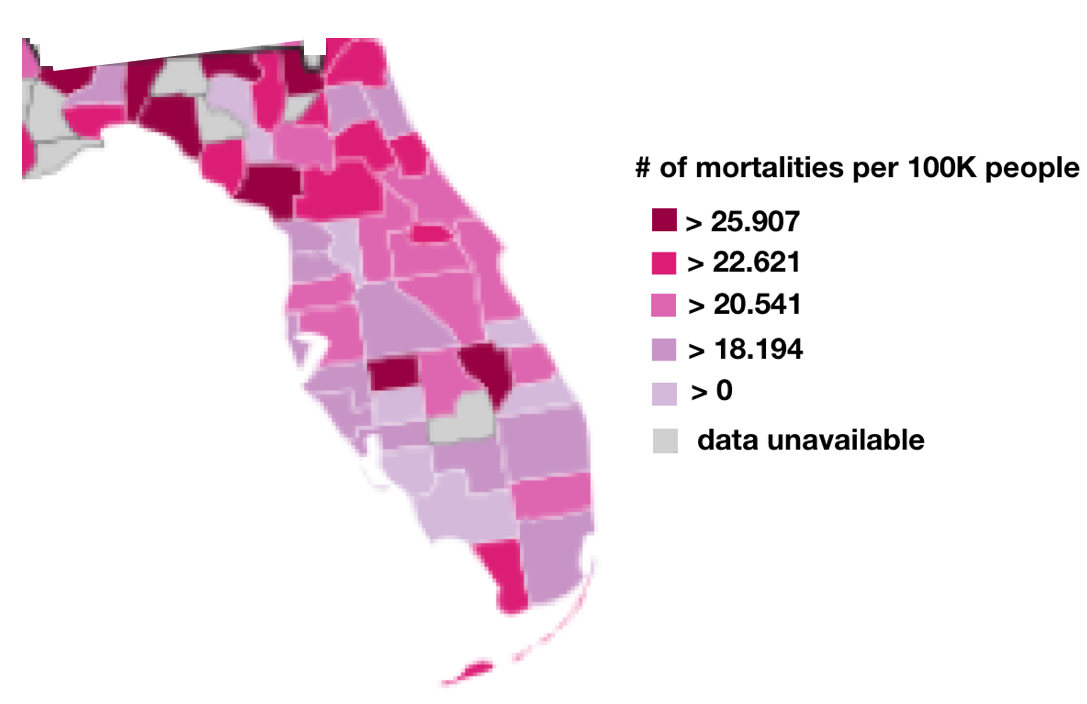 # of mortalities per 100K people
> 25.907
> 22.621
> 20.541
> 18.194
> 0
data unavailable